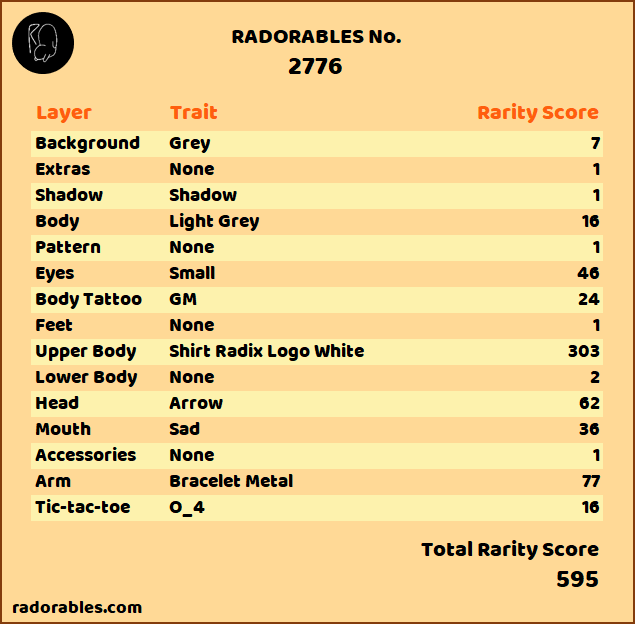 RADORABLES No.
2776
Layer Trait Rarity Score
Background Grey 7
Extras None 1
Shadow Shadow 1
Body Light Grey 16
Pattern None 1
Eyes Small 46
Body Tattoo GM 24
Feet None 1
Upper Body Shirt Radix Logo White 303
Lower Body None 2
Head Arrow 62
Mouth Sad 36
Accessories None 1
Arm Bracelet Metal 77
Tic-tac-toe O_4 16
Total Rarity Score
595
radorables.com